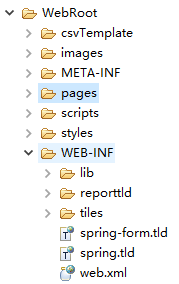 WebRoot
csvTemplate
images
META-INF
pages
scripts
styles
WEB-INF
lib
reporttld
tiles
spring-form.tld
spring.tld
web.xml